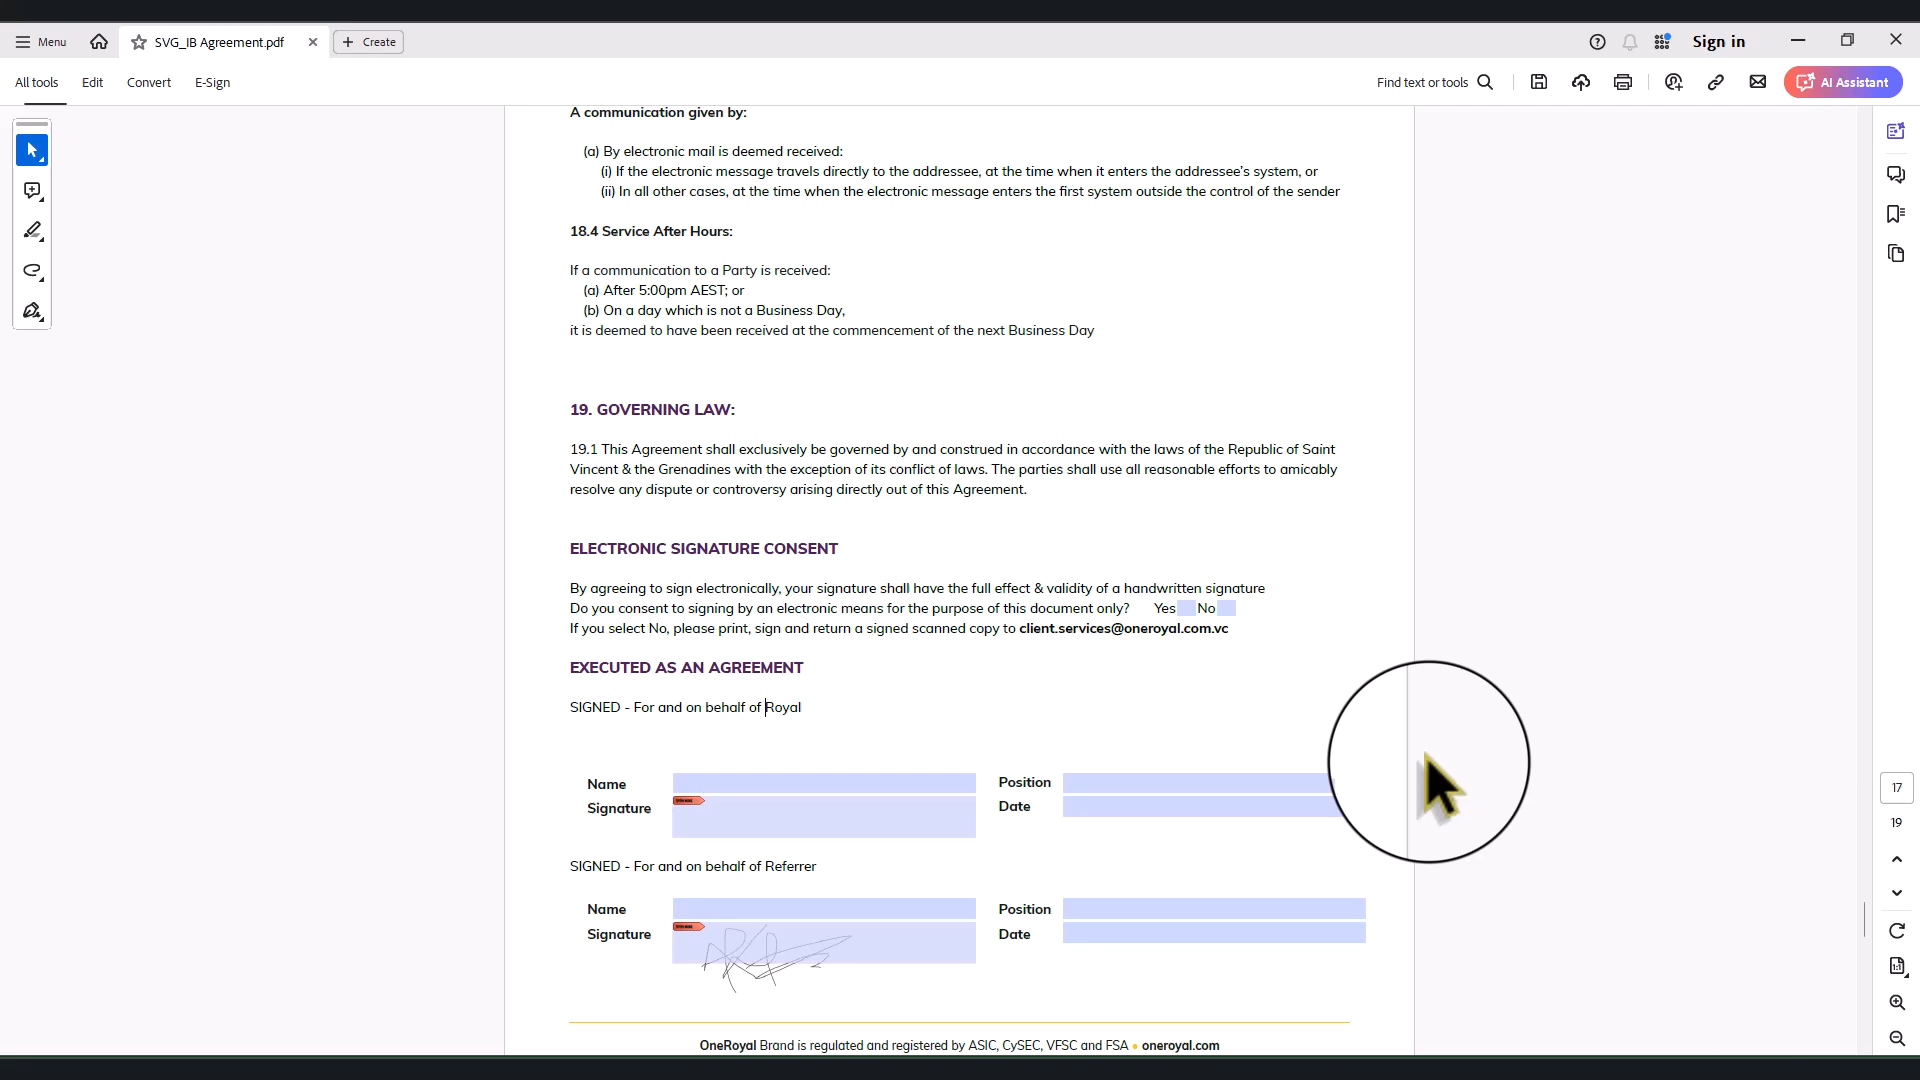 Menu
SVG_IB Agreement.pdf
Create
Sign in
All tools
Edit
Convert
E-Sign
Find text or tools
AI Assistant
A communication given by:
(a) By electronic mail is deemed received:
(i) If the electronic message travels directly to the addressee, at the time when it enters the addressee's system, or
(ii) In all other cases, at the time when the electronic message enters the first system outside the control of the sender
18.4 Service After Hours:
If a communication to a Party is received:
(a) After 5:00pm AEST; or
(b) On a day which is not a Business Day,
it is deemed to have been received at the commencement of the next Business Day
19. GOVERNING LAW:
19.1 This Agreement shall exclusively be governed by and construed in accordance with the laws of the Republic of Saint
Vincent & the Grenadines with the exception of its conflict of laws. The parties shall use all reasonable efforts to amicably
resolve any dispute or controversy arising directly out of this Agreement.
ELECTRONIC SIGNATURE CONSENT
By agreeing to sign electronically, your signature shall have the full effect & validity of a handwritten signature
Do you consent to signing by an electronic means for the purpose of this document only? Yes No
If you select No, please print, sign and return a signed scanned copy to client.services@oneroyal.com.vc
EXECUTED AS AN AGREEMENT
SIGNED - For and on behalf of Royal
Name
Position
Signature
Date
SIGNED - For and on behalf of Referrer
Name
Position
Signature
Date
OneRoyal Brand is regulated and registered by ASIC, CySEC, VFSC and FSA • oneroyal.com
17
19
1:1